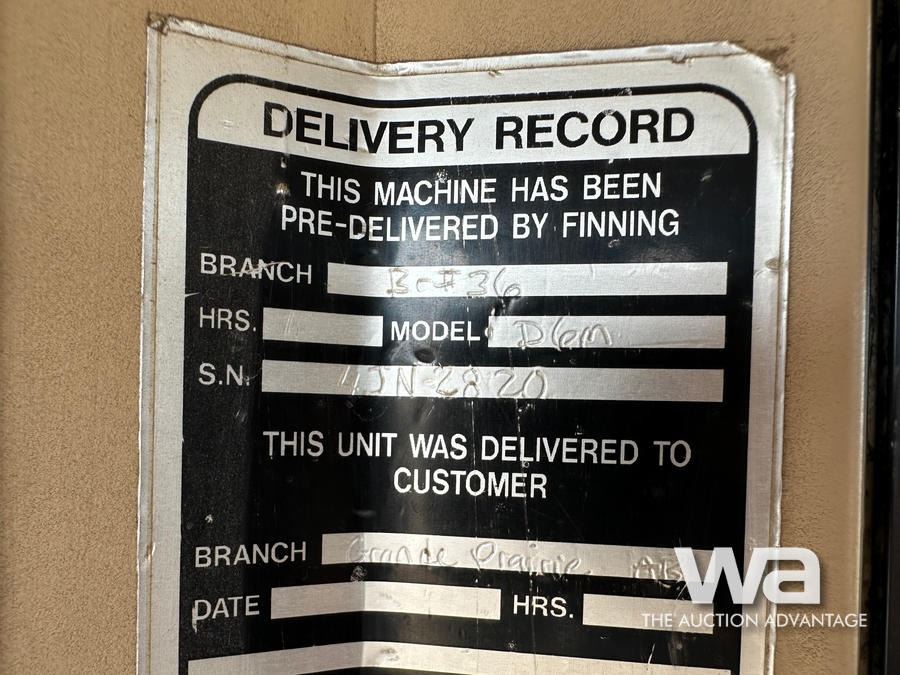 DELIVERY RECORD
THIS MACHINE HAS BEEN
PRE-DELIVERED BY FINNING
BRANCH B-#36
HRS. MODEL D6m
S.N. 4JN-2820
THIS UNIT WAS DELIVERED TO
CUSTOMER
BRANCH Grande Prairie AB
DATE HRS.
wa
THE AUCTION ADVANTAGE